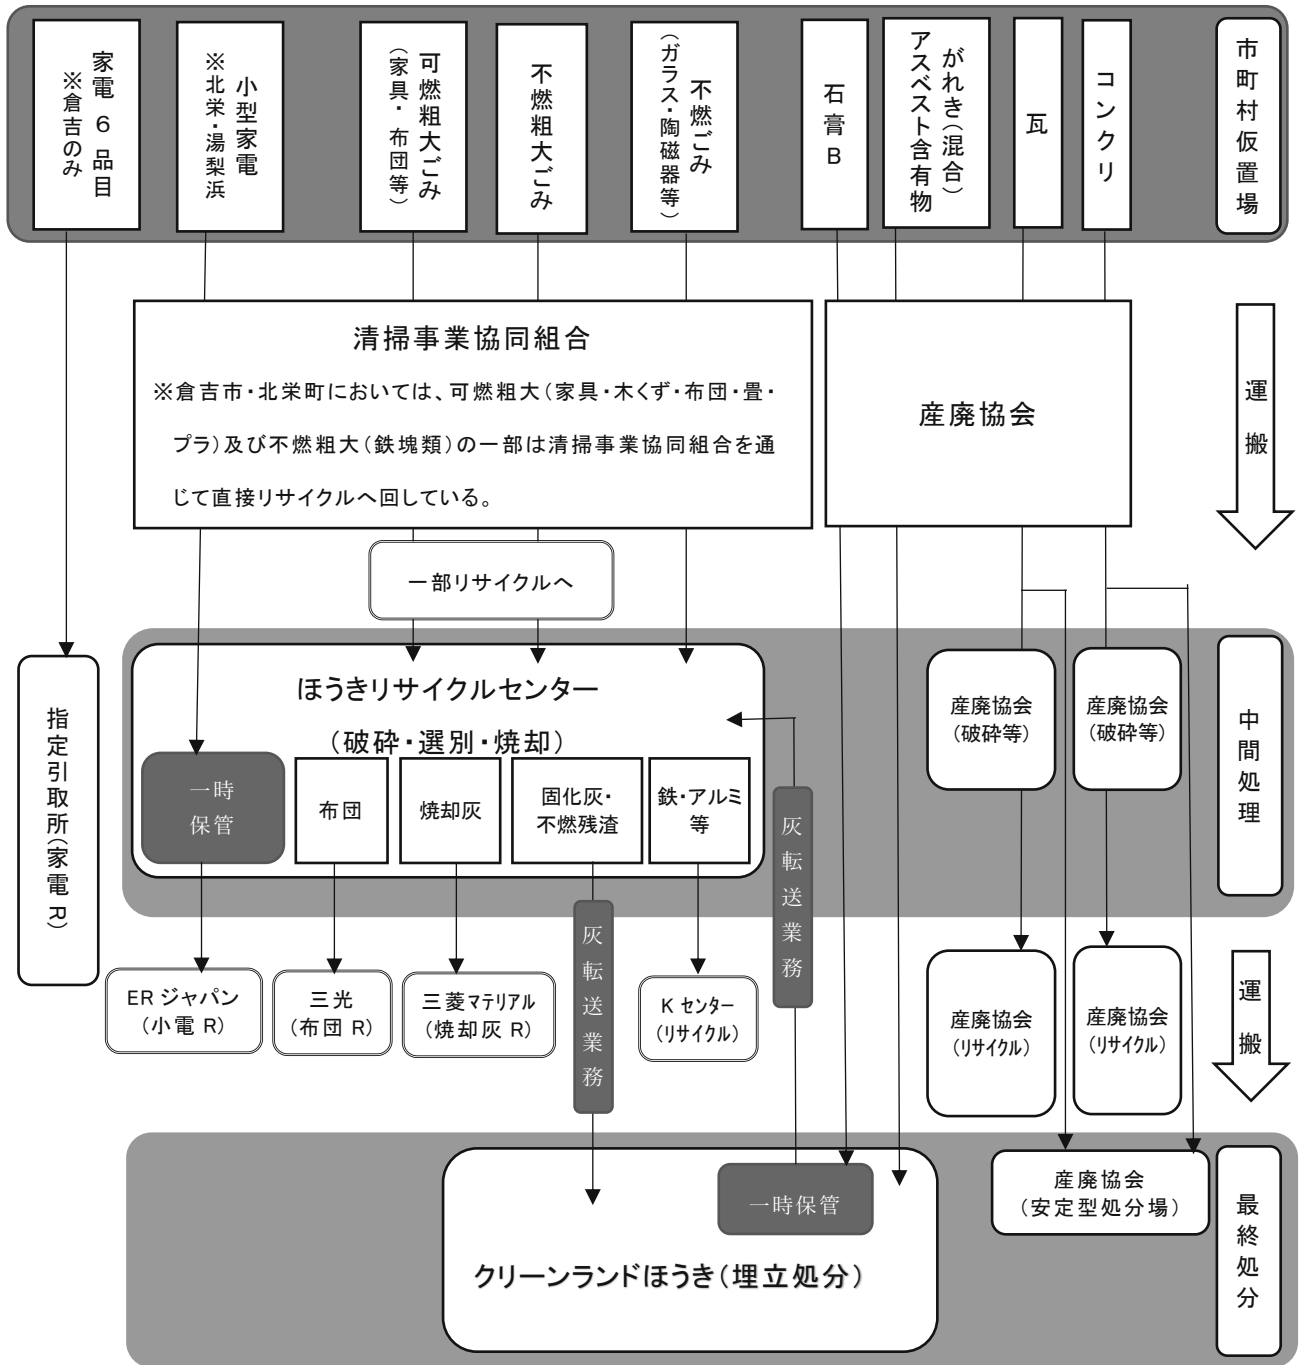 家電6品目
※倉吉のみ
小型家電
※北栄・湯梨浜
可燃粗大ごみ
（家具・布団等）
不燃粗大ごみ
不燃ごみ
（ガラス・陶磁器等）
石膏B
がれき（混合）
アスベスト含有物
瓦
コンクリ
市町村仮置場
清掃事業協同組合
※倉吉市・北栄町においては、可燃粗大（家具・木くず・布団・畳・
プラ）及び不燃粗大（鉄塊類）の一部は清掃事業協同組合を通
じて直接リサイクルへ回している。
産廃協会
運搬
一部リサイクルへ
指定引取所（家電R）
ほうきリサイクルセンター
（破砕・選別・焼却）
一時
保管
布団
焼却灰
固化灰・
不燃残渣
鉄・アルミ
等
灰転送業務
産廃協会
（破砕等）
産廃協会
（破砕等）
中間処理
ERジャパン
（小電R）
三光
（布団R）
三菱マテリアル
（焼却灰R）
灰転送業務
Kセンター
（リサイクル）
産廃協会
（リサイクル）
産廃協会
（リサイクル）
運搬
一時保管
クリーンランドほうき（埋立処分）
産廃協会
（安定型処分場）
最終処分